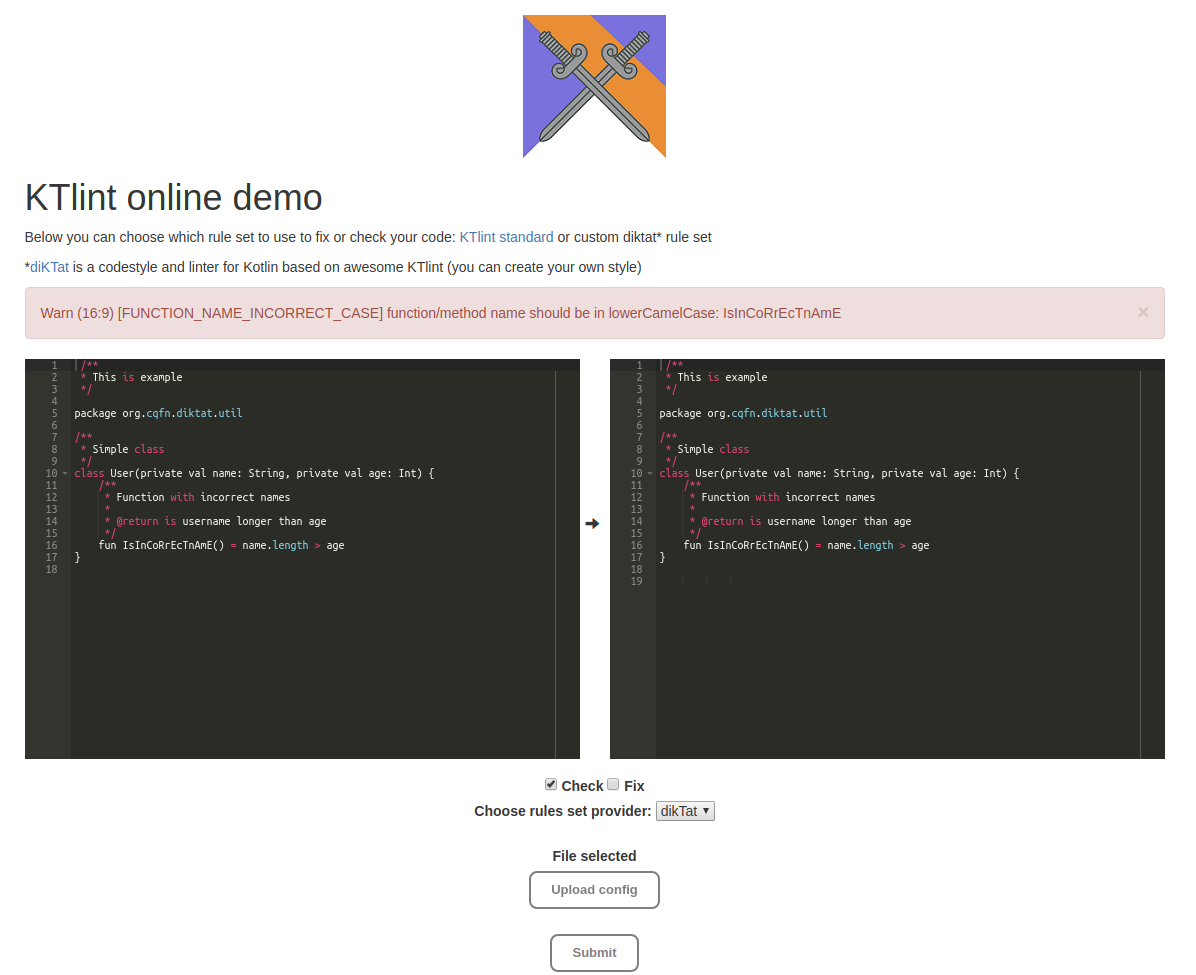 KTlint online demo
Below you can choose which rule set to use to fix or check your code: KTlint standard or custom diktat* rule set
*diKTat is a codestyle and linter for Kotlin based on awesome KTlint (you can create your own style)
Warn (16:9) [FUNCTION_NAME_INCORRECT_CASE] function/method name should be in lowerCamelCase: IsInCoRrEcTnAmE ×
1 /**
2 * This is example
3 */
4
5 package org.cqfn.diktat.util
6
7 /**
8 * Simple class
9 */
10 class User(private val name: String, private val age: Int) {
11 /**
12 * Function with incorrect names
13 *
14 * @return is username longer than age
15 */
16 fun IsInCoRrEcTnAmE() = name.length > age
17 }
18
1 /**
2 * This is example
3 */
4
5 package org.cqfn.diktat.util
6
7 /**
8 * Simple class
9 */
10 class User(private val name: String, private val age: Int) {
11 /**
12 * Function with incorrect names
13 *
14 * @return is username longer than age
15 */
16 fun IsInCoRrEcTnAmE() = name.length > age
17 }
18
19
Check Fix
Choose rules set provider: dikTat
File selected
Upload config
Submit